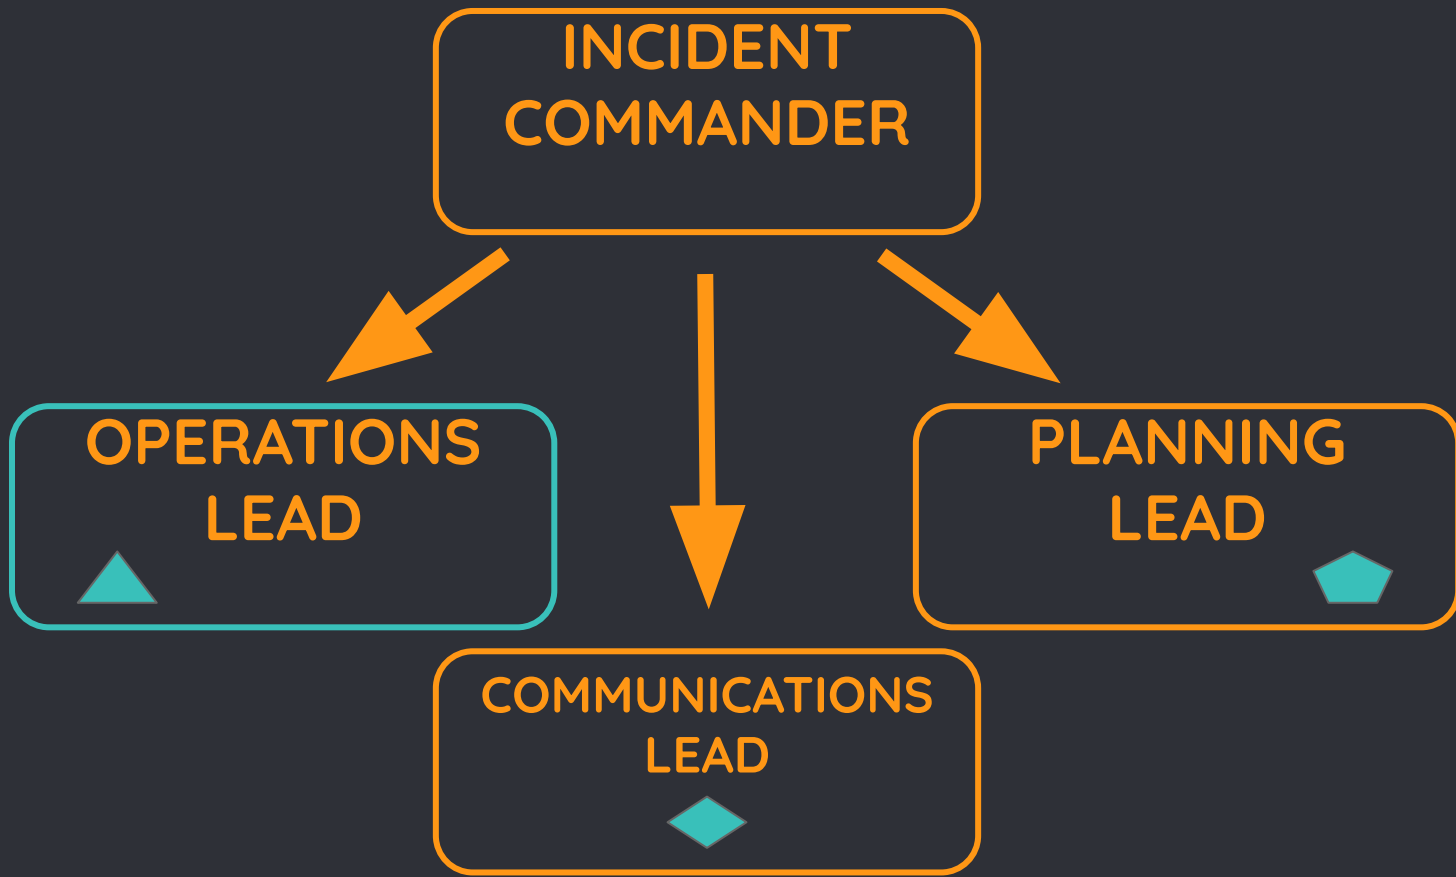 INCIDENT
COMMANDER
OPERATIONS
LEAD
PLANNING
LEAD
COMMUNICATIONS
LEAD